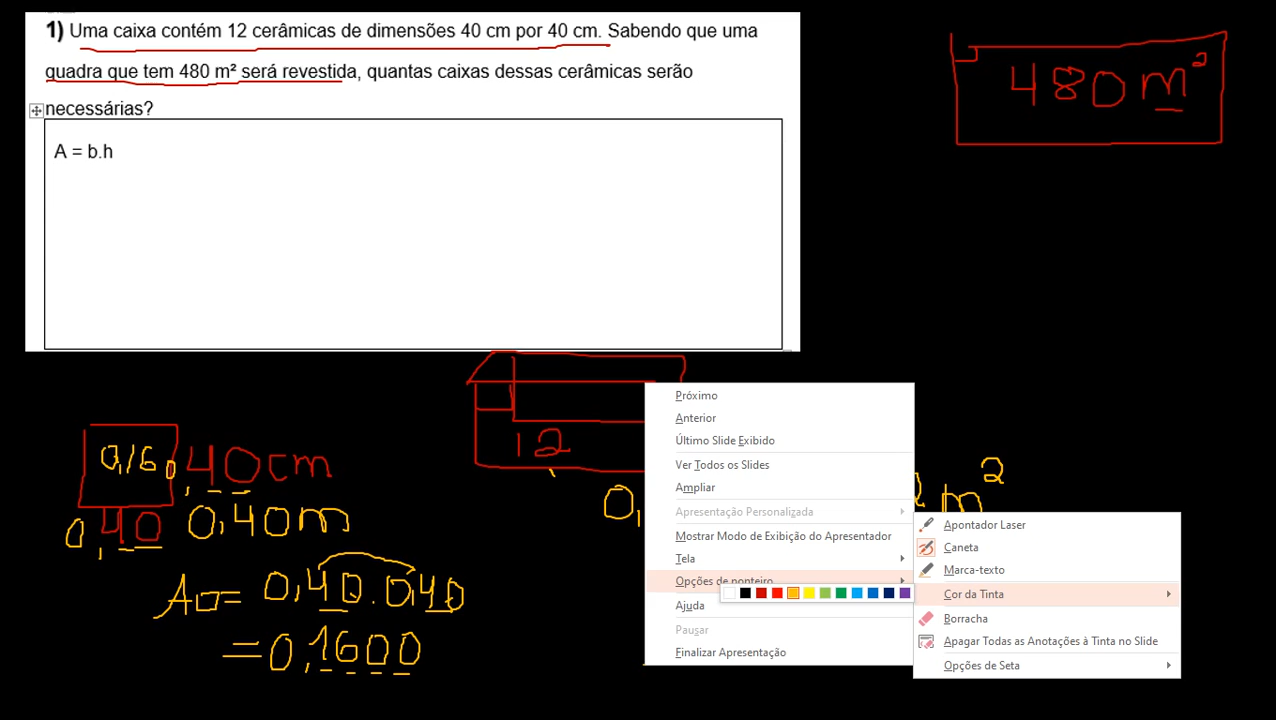 1) Uma caixa contém 12 cerâmicas de dimensões 40 cm por 40 cm. Sabendo que uma
quadra que tem 480 m² será revestida, quantas caixas dessas cerâmicas serão
necessárias?
A = b.h
480 m²
12
0,16
40cm
0,40
0,40m
A□= 0,40.0,40
=0,1600
0,
m²
Próximo
Anterior
Último Slide Exibido
Ver Todos os Slides
Ampliar
Apresentação Personalizada
Mostrar Modo de Exibição do Apresentador
Tela
Opções de ponteiro
Ajuda
Pausar
Finalizar Apresentação
Apontador Laser
Caneta
Marca-texto
Cor da Tinta
Borracha
Apagar Todas as Anotações à Tinta no Slide
Opções de Seta